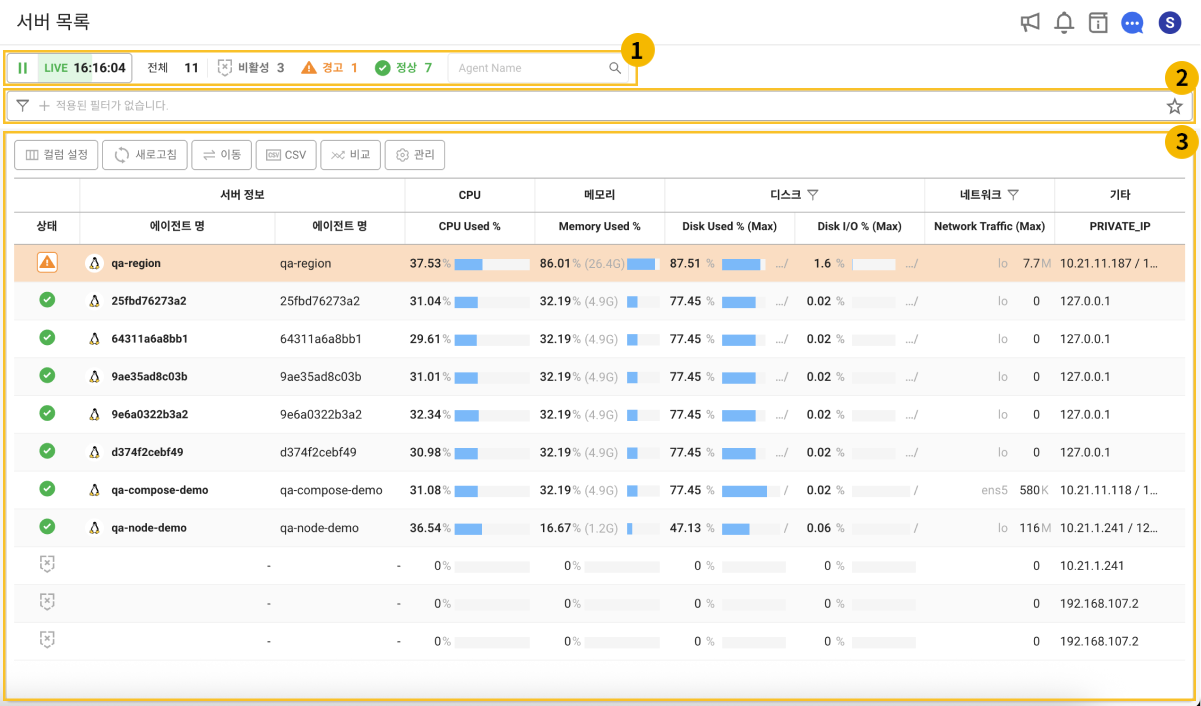 서버 목록
S
1
LIVE 16:16:04 전체 11 비활성 3 경고 1 정상 7 Agent Name
2
적용된 필터가 없습니다.
3
컬럼 설정 새로고침 이동 CSV CSV 비교 관리
서버 정보 CPU 메모리 디스크 네트워크 기타
상태 에이전트 명 에이전트 명 CPU Used % Memory Used % Disk Used % (Max) Disk I/O % (Max) Network Traffic (Max) PRIVATE_IP
qa-region qa-region 37.53% 86.01% (26.4G) 87.51 % .../ 1.6 % .../ lo 7.7M 10.21.11.187 / 1...
25fbd76273a2 25fbd76273a2 31.04% 32.19% (4.9G) 77.45 % .../ 0.02 % .../ lo 0 127.0.0.1
64311a6a8bb1 64311a6a8bb1 29.61% 32.19% (4.9G) 77.45 % .../ 0.02 % .../ lo 0 127.0.0.1
9ae35ad8c03b 9ae35ad8c03b 31.01% 32.19% (4.9G) 77.45 % .../ 0.02 % .../ lo 0 127.0.0.1
9e6a0322b3a2 9e6a0322b3a2 32.34% 32.19% (4.9G) 77.45 % .../ 0.02 % .../ lo 0 127.0.0.1
d374f2cebf49 d374f2cebf49 30.98% 32.19% (4.9G) 77.45 % .../ 0.02 % .../ lo 0 127.0.0.1
qa-compose-demo qa-compose-demo 31.08% 32.19% (4.9G) 77.45 % / 0.02 % / ens5 580K 10.21.11.118 / 1...
qa-node-demo qa-node-demo 36.54% 16.67% (1.2G) 47.13 % / 0.06 % / lo 116M 10.21.1.241 / 12...
- - 0% 0% 0 % 0 % 0 10.21.1.241
- - 0% 0% 0 % 0 % 0 192.168.107.2
- - 0% 0% 0 % 0 % 0 192.168.107.2